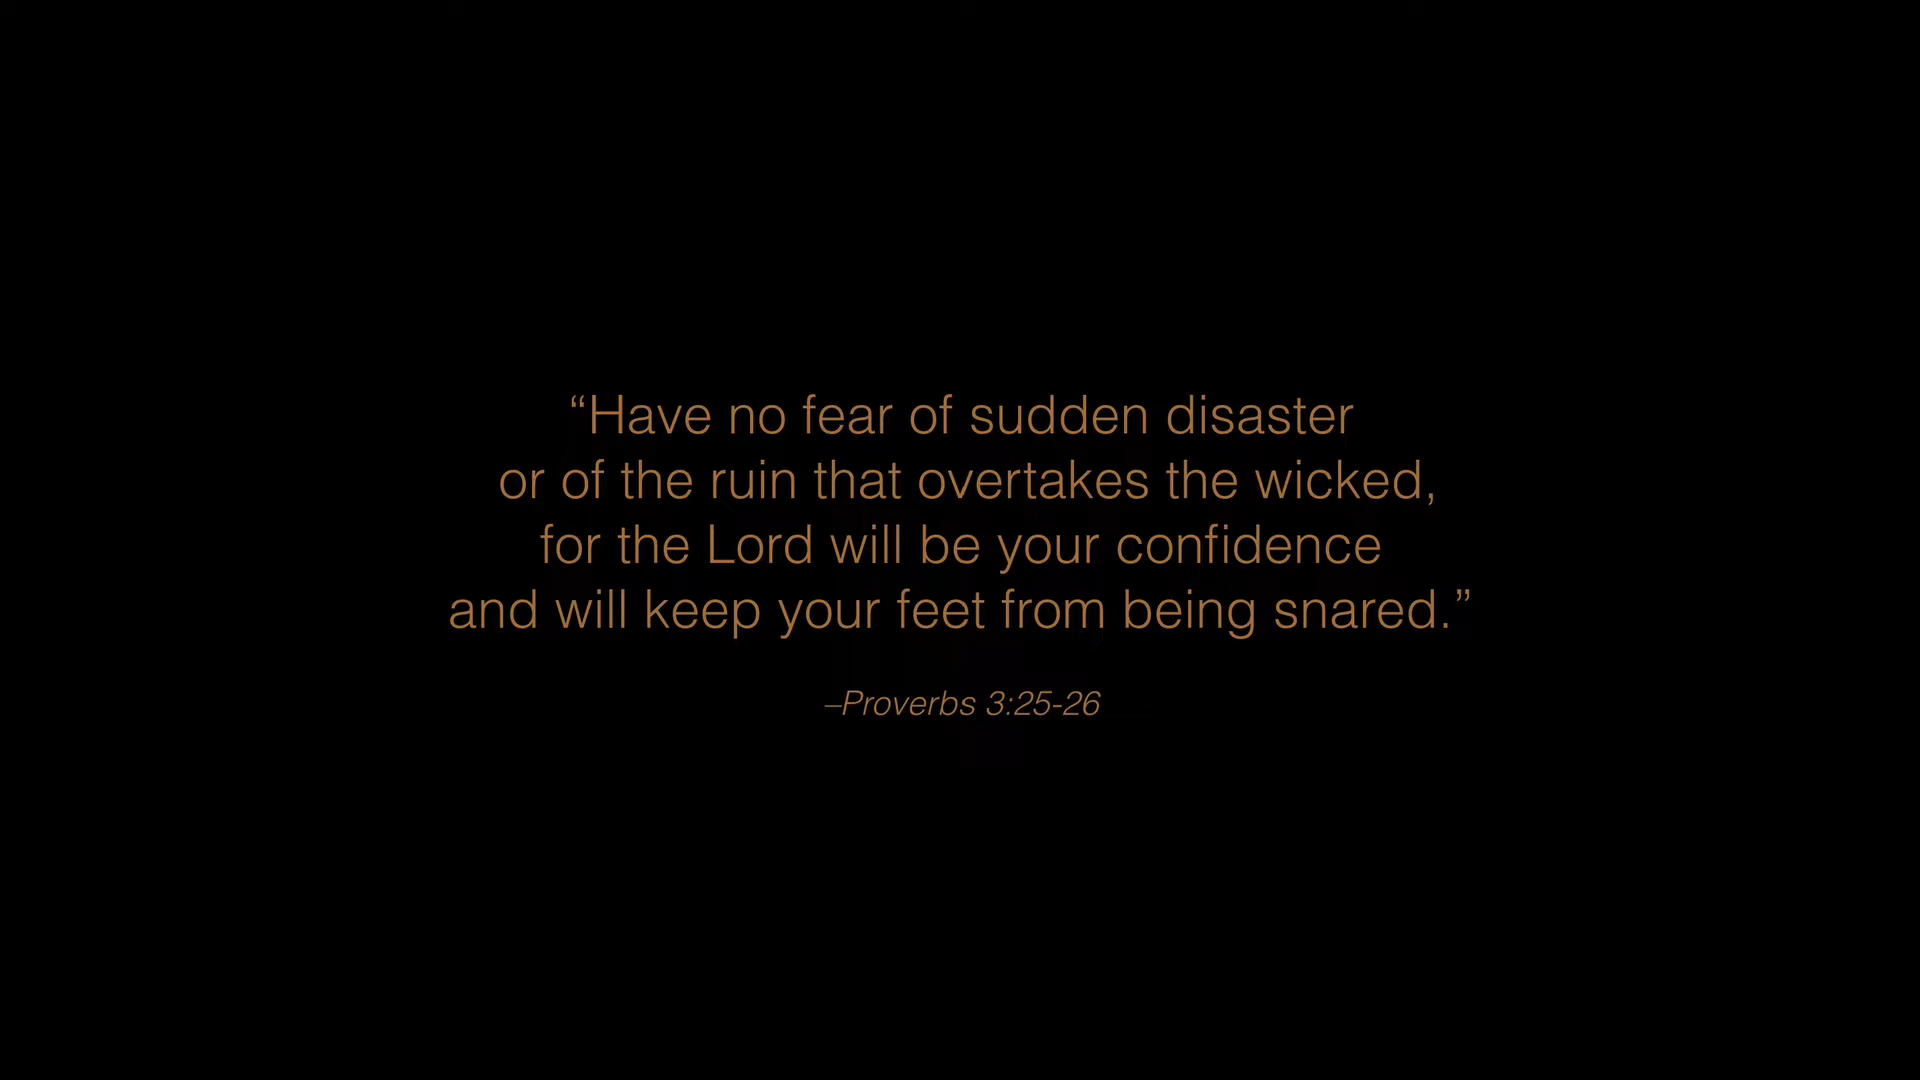 “Have no fear of sudden disaster
or of the ruin that overtakes the wicked,
for the Lord will be your confidence
and will keep your feet from being snared.”
–Proverbs 3:25-26